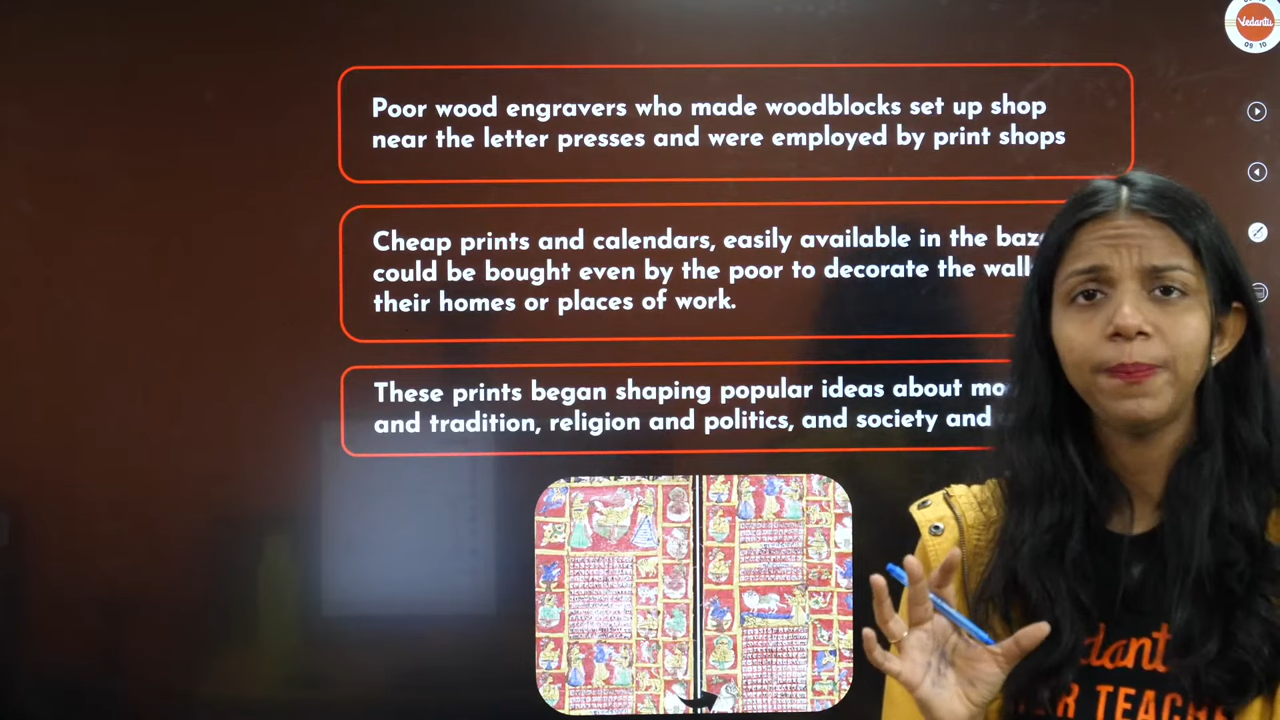 Vedantu
09 10
Poor wood engravers who made woodblocks set up shop
near the letter presses and were employed by print shops
Cheap prints and calendars, easily available in the
could be bought even by the poor to decorate the
their homes or places of work.
These prints began shaping popular ideas about
and tradition, religion and politics, and society and